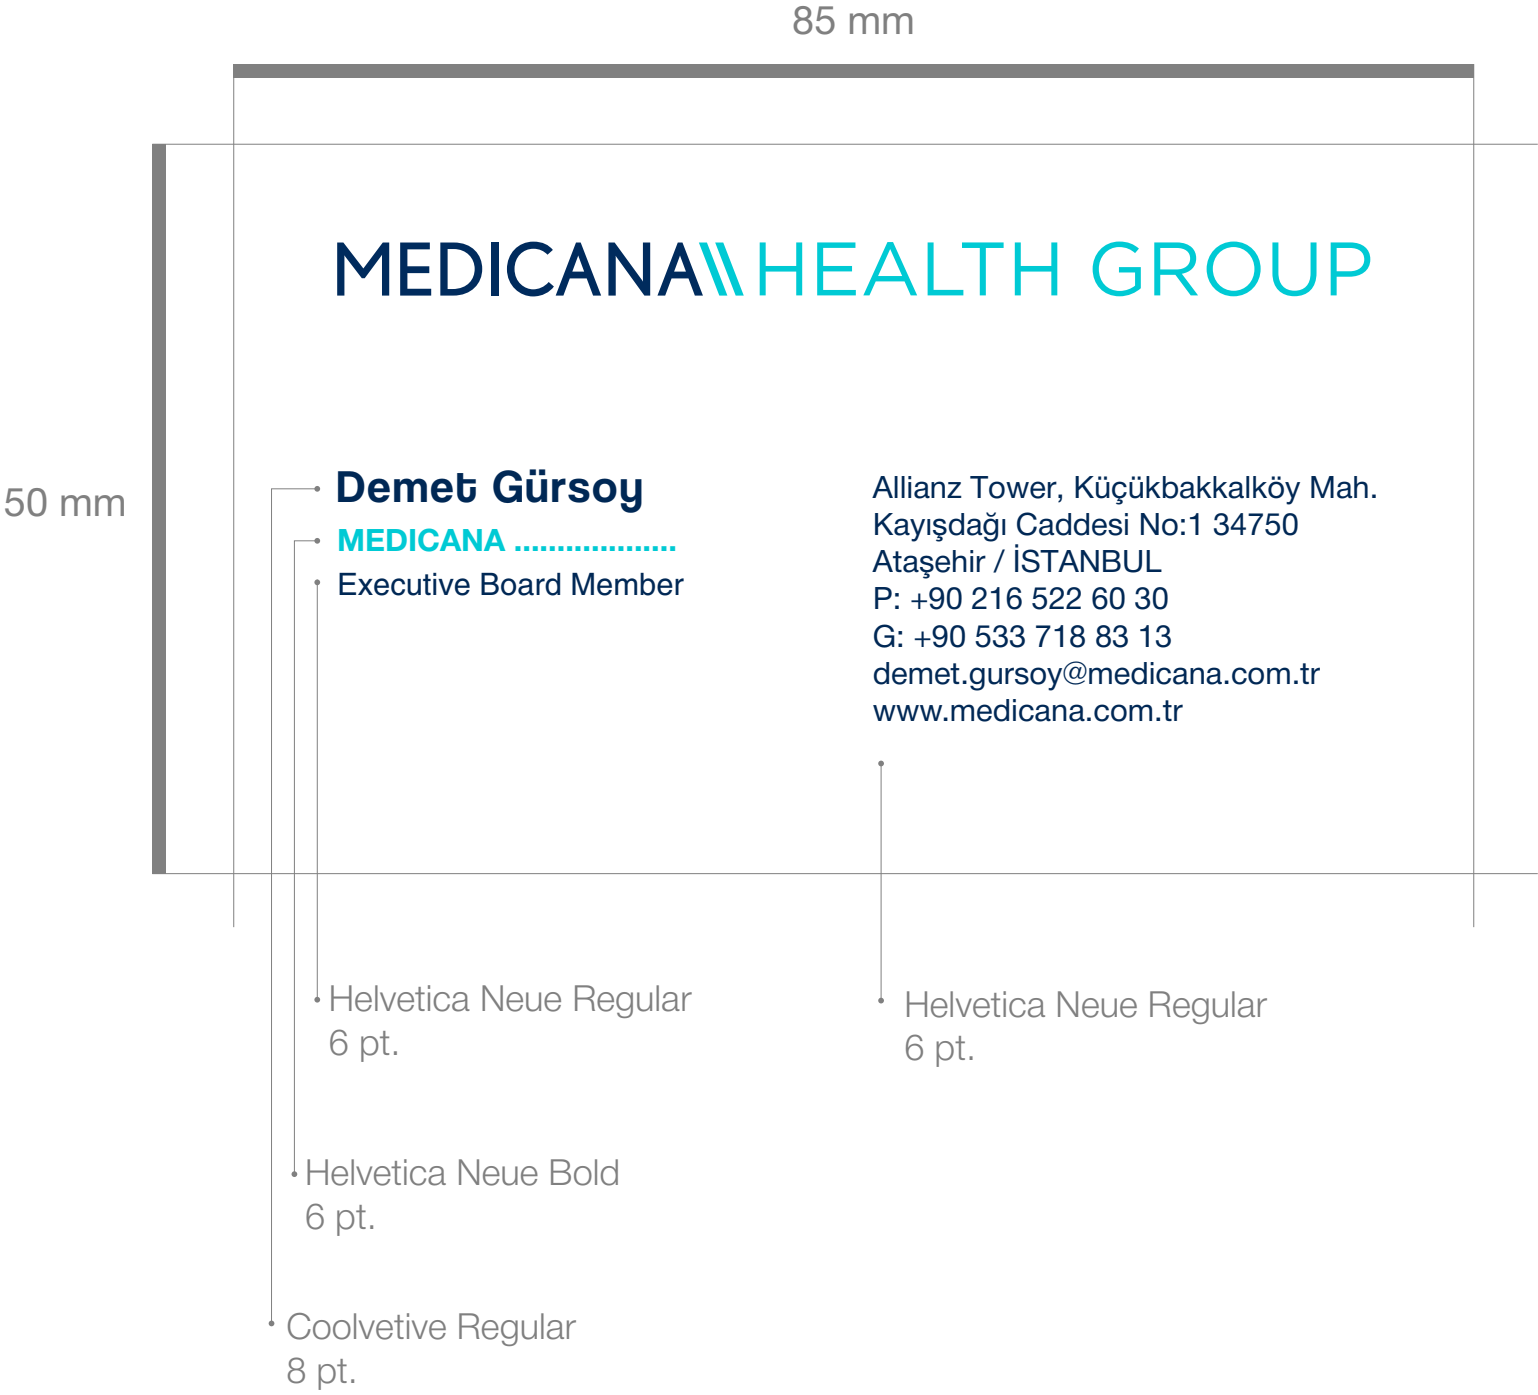 85 mm
50 mm
MEDICANA\\HEALTH GROUP
Demet Gürsoy
MEDICANA ...................
Executive Board Member
Allianz Tower, Küçükbakkalköy Mah.
Kayışdağı Caddesi No:1 34750
Ataşehir / İSTANBUL
P: +90 216 522 60 30
G: +90 533 718 83 13
demet.gursoy@medicana.com.tr
www.medicana.com.tr
Helvetica Neue Regular
6 pt.
Helvetica Neue Regular
6 pt.
Helvetica Neue Bold
6 pt.
Coolvetive Regular
8 pt.